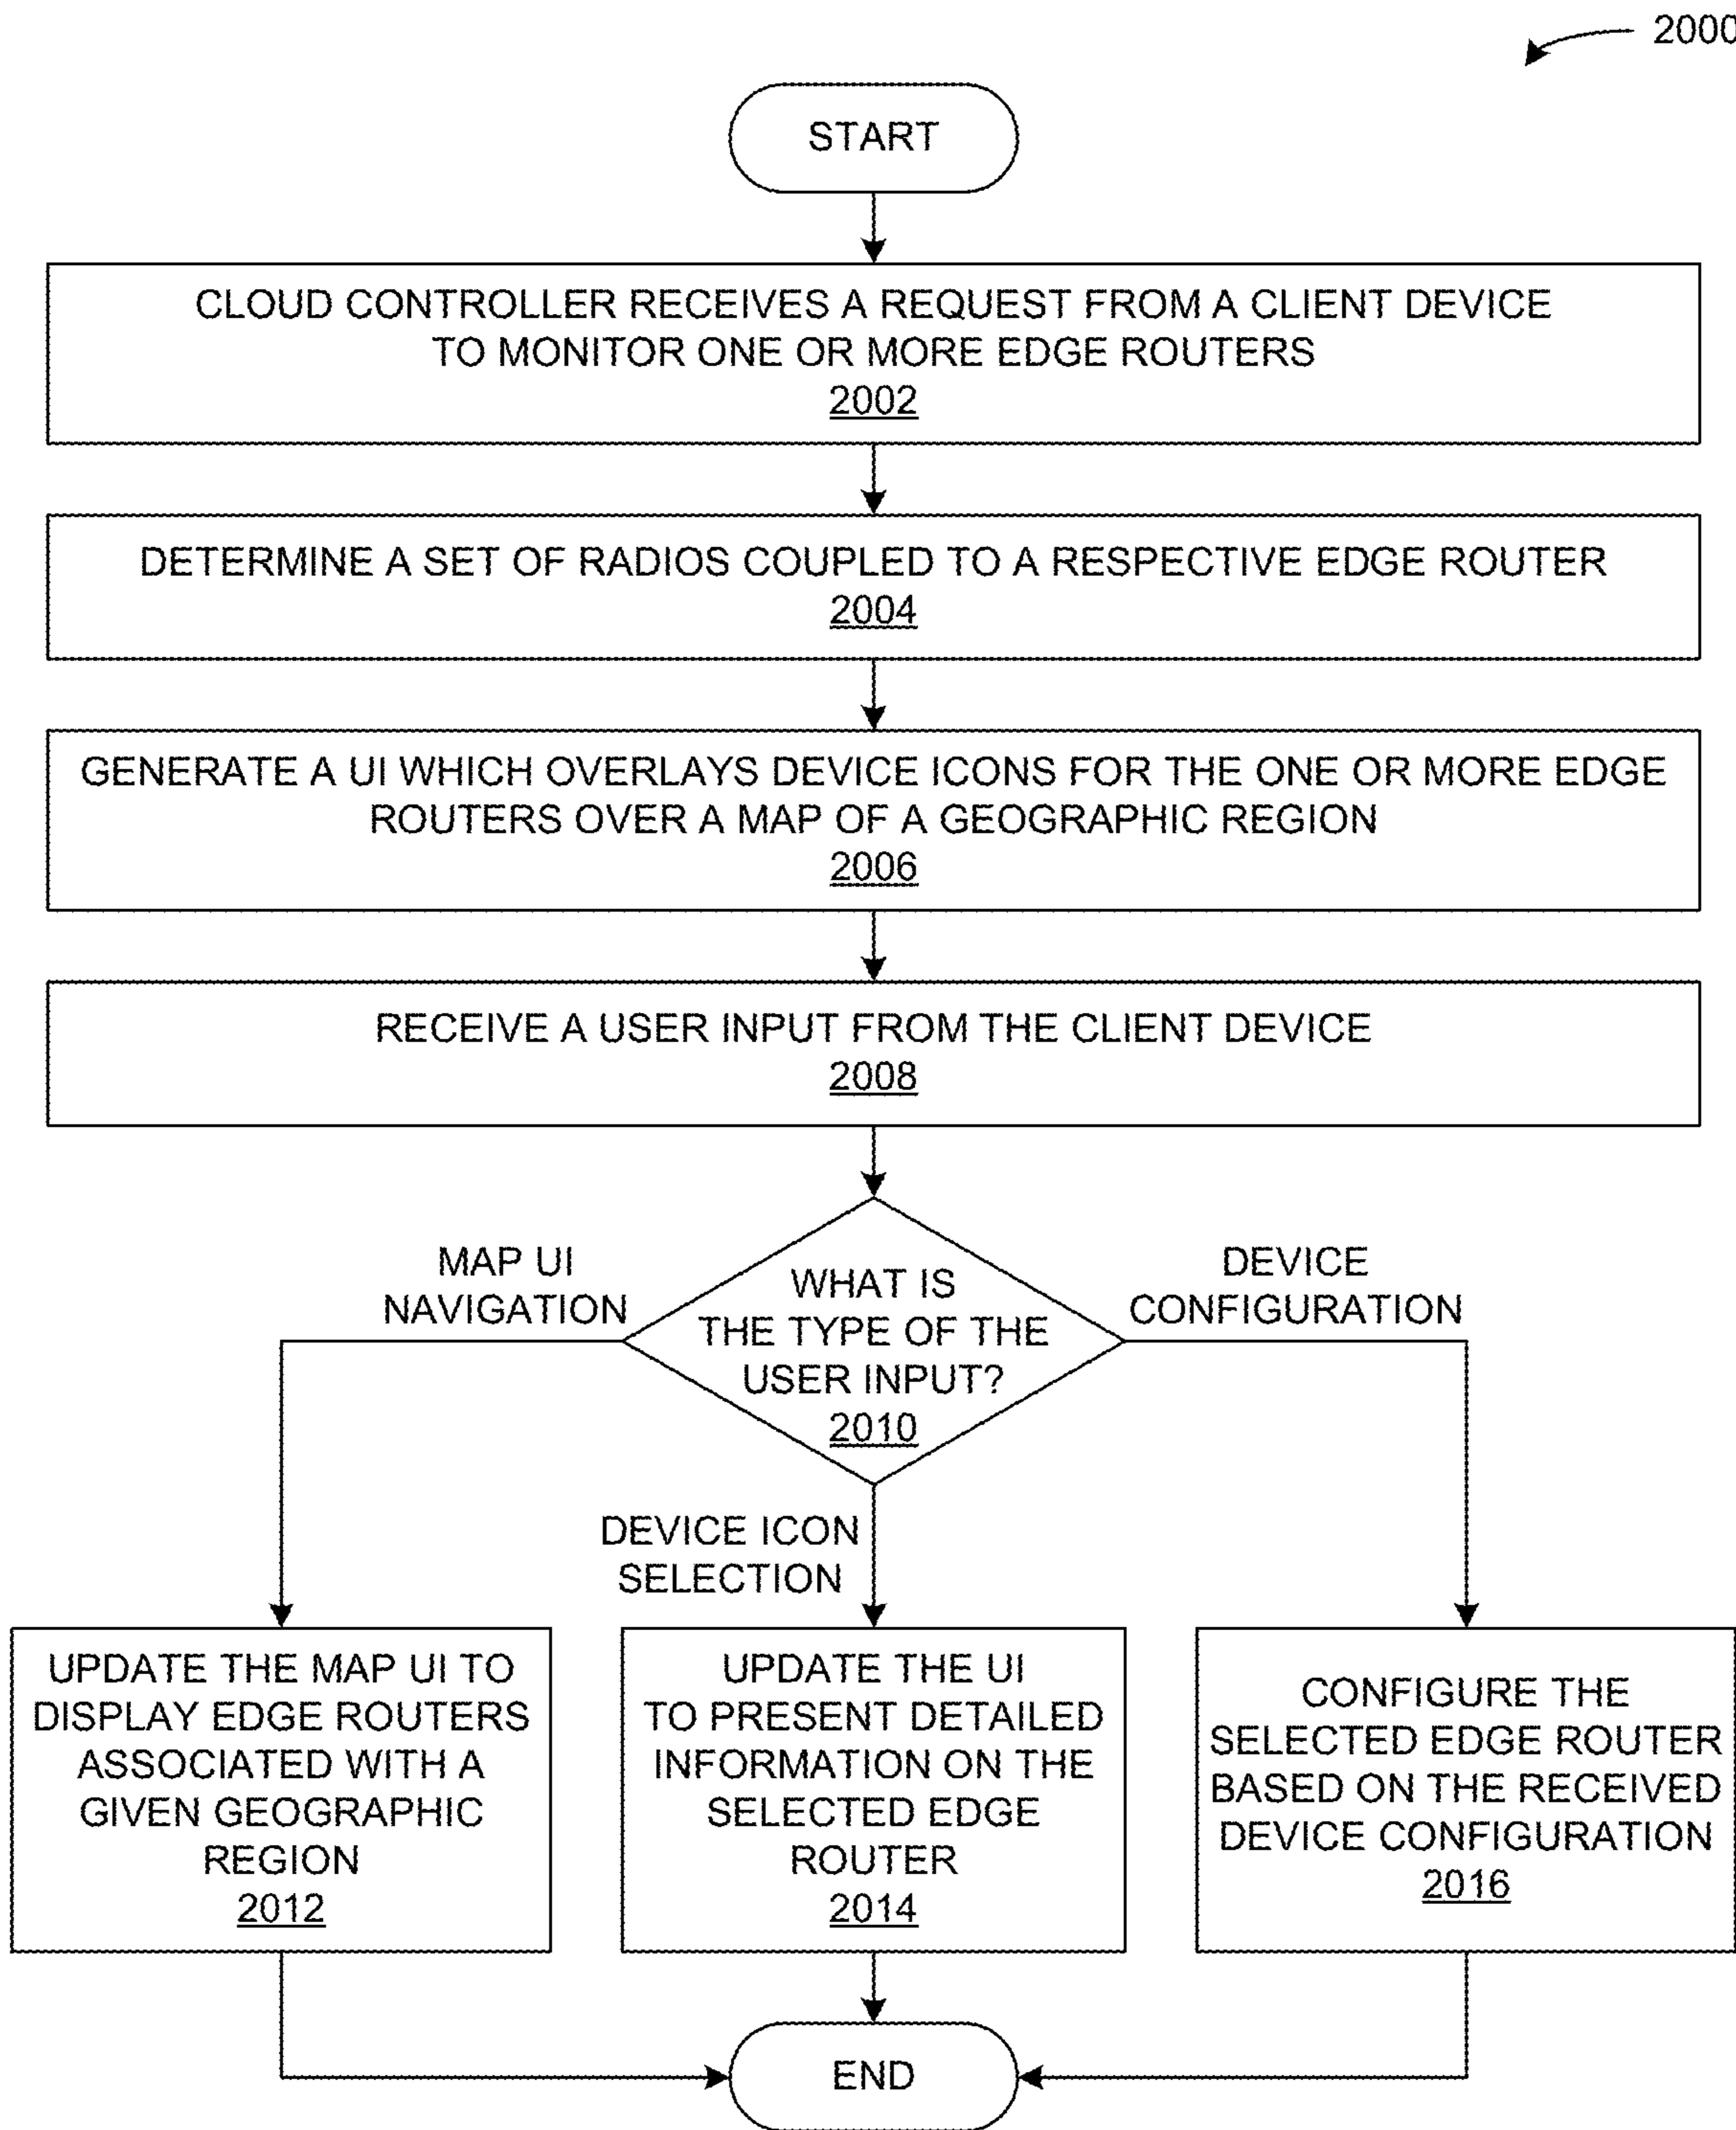 2000
START
CLOUD CONTROLLER RECEIVES A REQUEST FROM A CLIENT DEVICE
TO MONITOR ONE OR MORE EDGE ROUTERS
2002
DETERMINE A SET OF RADIOS COUPLED TO A RESPECTIVE EDGE ROUTER
2004
GENERATE A UI WHICH OVERLAYS DEVICE ICONS FOR THE ONE OR MORE EDGE
ROUTERS OVER A MAP OF A GEOGRAPHIC REGION
2006
RECEIVE A USER INPUT FROM THE CLIENT DEVICE
2008
MAP UI
NAVIGATION
WHAT IS
THE TYPE OF THE
USER INPUT?
2010
DEVICE
CONFIGURATION
DEVICE ICON
SELECTION
UPDATE THE MAP UI TO
DISPLAY EDGE ROUTERS
ASSOCIATED WITH A
GIVEN GEOGRAPHIC
REGION
2012
UPDATE THE UI
TO PRESENT DETAILED
INFORMATION ON THE
SELECTED EDGE
ROUTER
2014
CONFIGURE THE
SELECTED EDGE ROUTER
BASED ON THE RECEIVED
DEVICE CONFIGURATION
2016
END